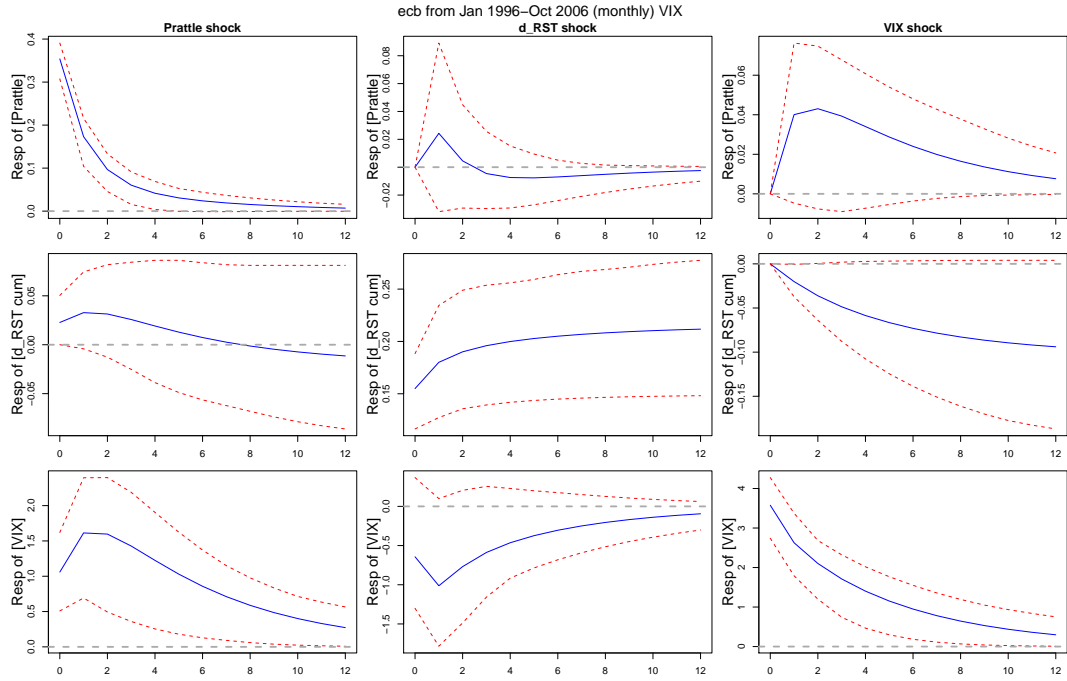 ecb from Jan 1996−Oct 2006 (monthly) VIX
Prattle shock
d_RST shock
VIX shock
Resp of [Prattle]
0.0 0.1 0.2 0.3 0.4
0 2 4 6 8 10 12
Resp of [Prattle]
−0.02 0.00 0.02 0.04 0.06 0.08
0 2 4 6 8 10 12
Resp of [Prattle]
0.00 0.02 0.04 0.06
0 2 4 6 8 10 12
Resp of [d_RST cum]
−0.05 0.00 0.05
0 2 4 6 8 10 12
Resp of [d_RST cum]
0.15 0.20 0.25
0 2 4 6 8 10 12
Resp of [d_RST cum]
−0.15 −0.10 −0.05 0.00
0 2 4 6 8 10 12
Resp of [VIX]
0.0 0.5 1.0 1.5 2.0
0 2 4 6 8 10 12
Resp of [VIX]
−1.5 −1.0 −0.5 0.0
0 2 4 6 8 10 12
Resp of [VIX]
0 1 2 3 4
0 2 4 6 8 10 12